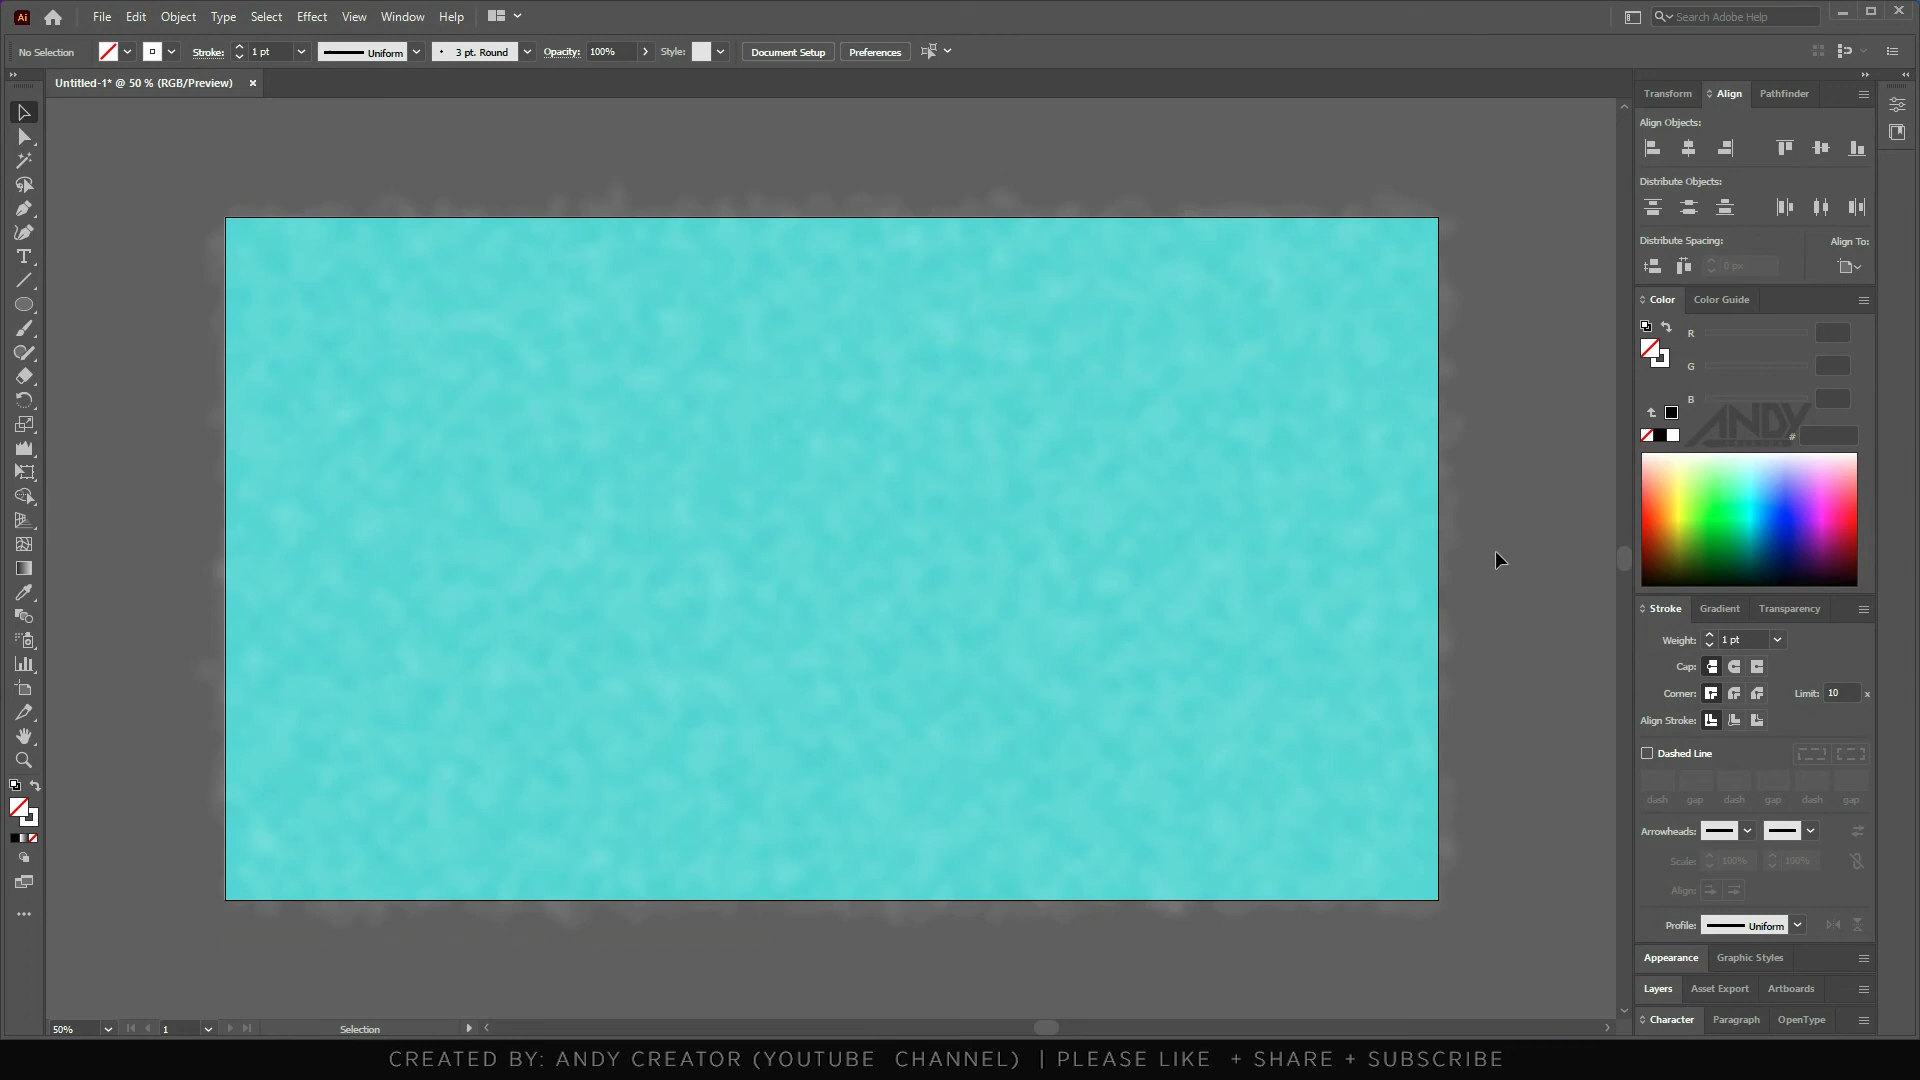 Ai File Edit Object Type Select Effect View Window Help Search Adobe Help
No Selection Stroke: 1 pt Uniform 3 pt. Round Opacity: 100% Style: Document Setup Preferences
Untitled-1* @ 50 % (RGB/Preview) ×
Transform Align Pathfinder
Align Objects:
Distribute Objects:
Distribute Spacing: Align To:
0 px
Color Color Guide
R
G
B
ANDY
#
Stroke Gradient Transparency
Weight: 1 pt
Cap:
Corner: Limit: 10 x
Align Stroke:
Dashed Line
dash gap dash gap dash gap
Arrowheads:
Scale: 100% 100%
Align:
Profile: Uniform
Appearance Graphic Styles
Layers Asset Export Artboards
Character Paragraph OpenType
50% 1 Selection
CREATED BY: ANDY CREATOR (YOUTUBE CHANNEL) | PLEASE LIKE + SHARE + SUBSCRIBE